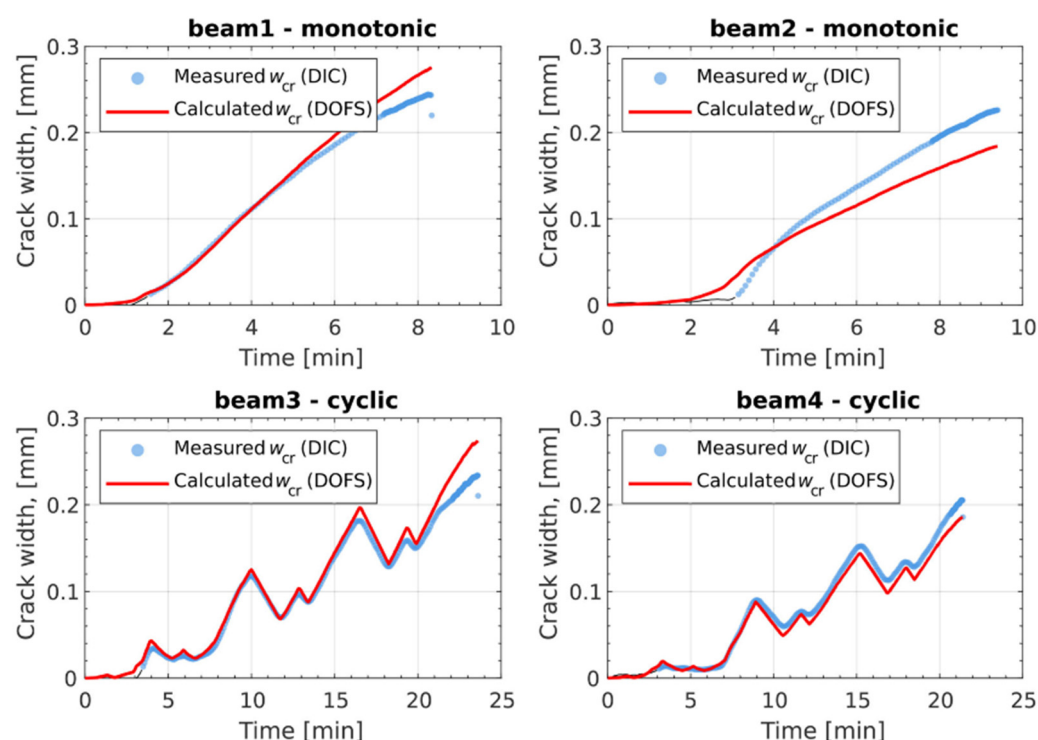 beam1 - monotonic
0.3
0.2
0.1
0
Crack width, [mm]
Measured w_cr (DIC)
Calculated w_cr (DOFS)
0 2 4 6 8 10
Time [min]
beam2 - monotonic
0.3
0.2
0.1
0
Crack width, [mm]
Measured w_cr (DIC)
Calculated w_cr (DOFS)
0 2 4 6 8 10
Time [min]
beam3 - cyclic
0.3
0.2
0.1
0
Crack width, [mm]
Measured w_cr (DIC)
Calculated w_cr (DOFS)
0 5 10 15 20 25
Time [min]
beam4 - cyclic
0.3
0.2
0.1
0
Crack width, [mm]
Measured w_cr (DIC)
Calculated w_cr (DOFS)
0 5 10 15 20 25
Time [min]